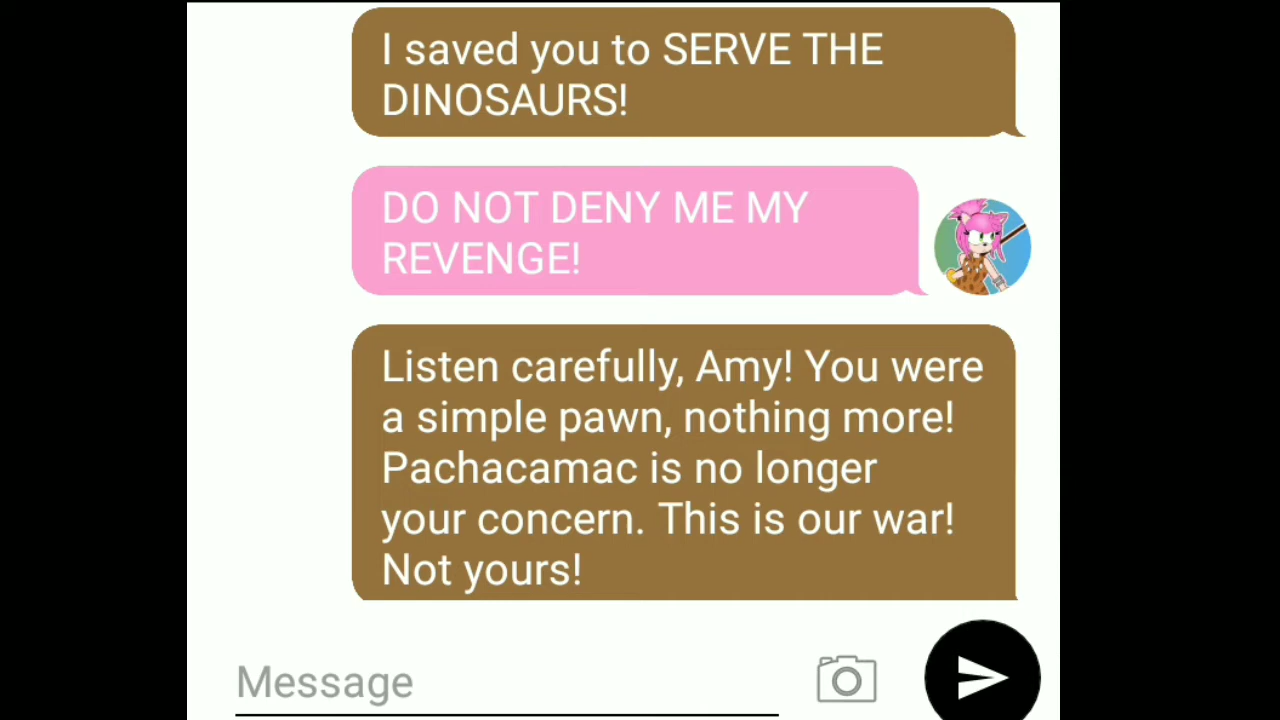 I saved you to SERVE THE
DINOSAURS!
DO NOT DENY ME MY
REVENGE!
Listen carefully, Amy! You were
a simple pawn, nothing more!
Pachacamac is no longer
your concern. This is our war!
Not yours!
Message